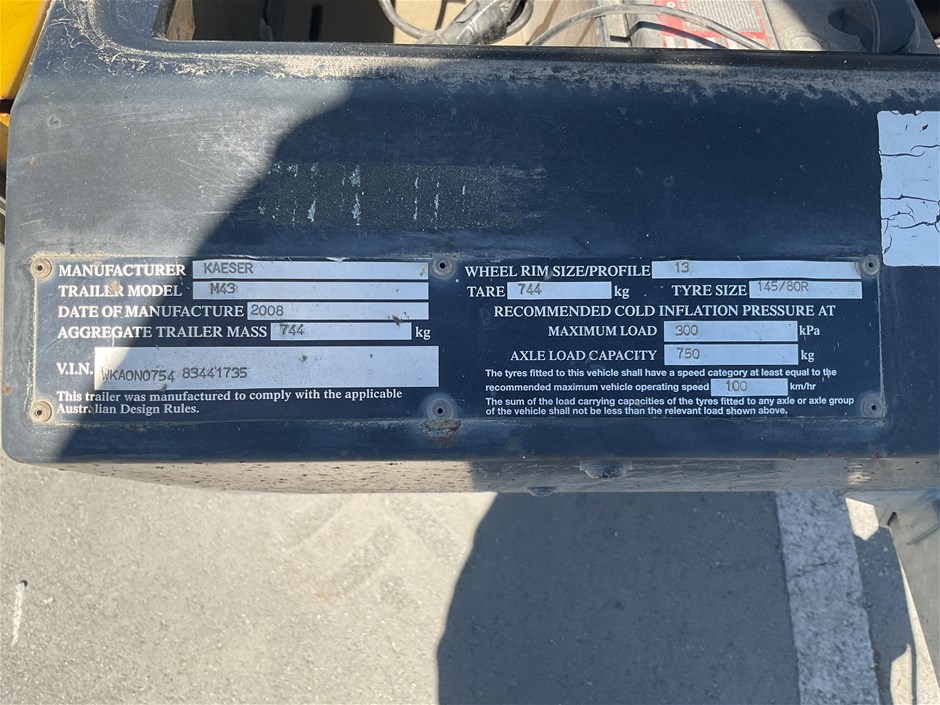 MANUFACTURER KAESER
TRAILER MODEL M43
DATE OF MANUFACTURE 2008
AGGREGATE TRAILER MASS 744 kg
V.I.N. WKA0N0754 83441735
This trailer was manufactured to comply with the applicable
Australian Design Rules.
WHEEL RIM SIZE/PROFILE 13
TARE 744 kg TYRE SIZE 145/80R
RECOMMENDED COLD INFLATION PRESSURE AT
MAXIMUM LOAD 300 kPa
AXLE LOAD CAPACITY 750 kg
The tyres fitted to this vehicle shall have a speed category at least equal to the
recommended maximum vehicle operating speed 100 km/hr
The sum of the load carrying capacities of the tyres fitted to any axle or axle group
of the vehicle shall not be less than the relevant load shown above.